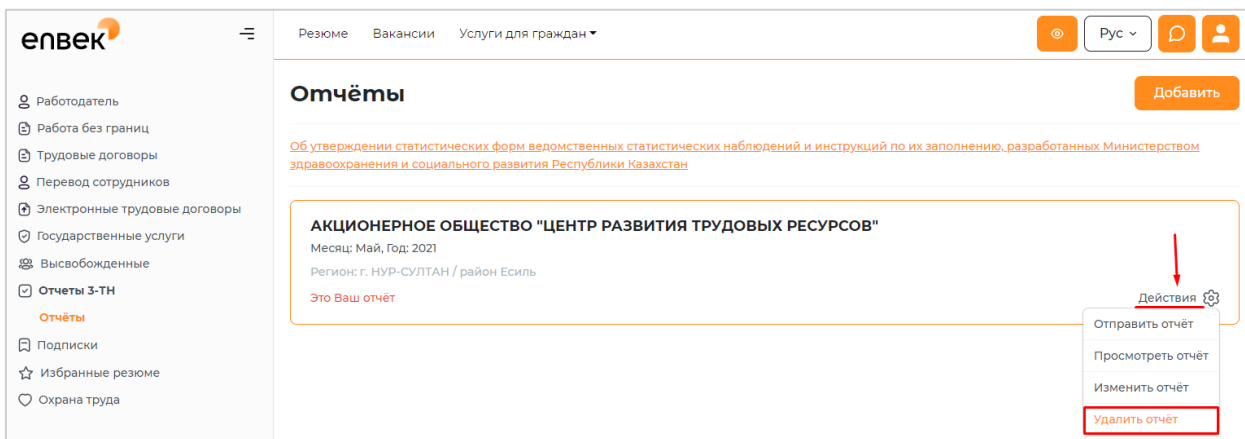 enbek
Резюме Вакансии Услуги для граждан
Рус
Работодатель
Работа без границ
Трудовые договоры
Перевод сотрудников
Электронные трудовые договоры
Государственные услуги
Высвобожденные
Отчеты 3-ТН
Отчёты
Подписки
Избранные резюме
Охрана труда
Отчёты
Добавить
Об утверждении статистических форм ведомственных статистических наблюдений и инструкций по их заполнению, разработанных Министерством
здравоохранения и социального развития Республики Казахстан
АКЦИОНЕРНОЕ ОБЩЕСТВО "ЦЕНТР РАЗВИТИЯ ТРУДОВЫХ РЕСУРСОВ"
Месяц: Май, Год: 2021
Регион: г. НУР-СУЛТАН / район Есиль
Это Ваш отчёт
Действия
Отправить отчёт
Просмотреть отчёт
Изменить отчёт
Удалить отчёт